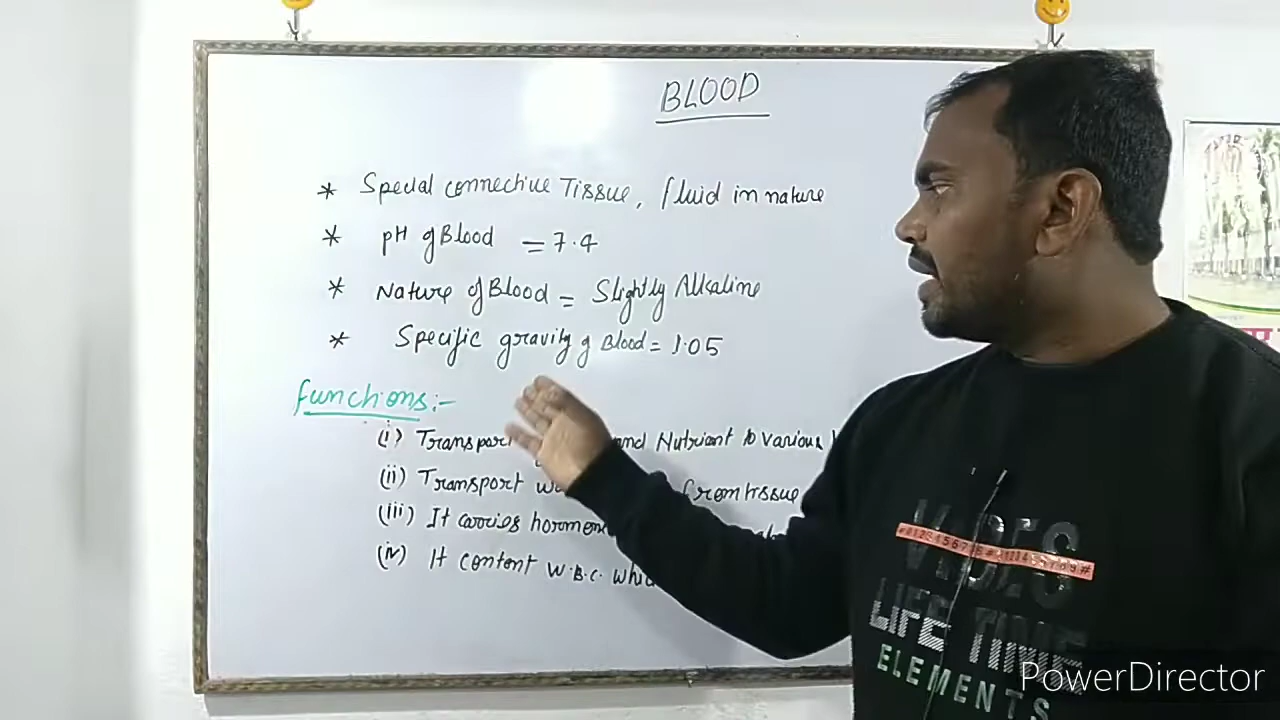 BLOOD
* Special connective Tissue, fluid in nature
* pH of Blood = 7.4
* Nature of Blood = Slightly Alkaline
* Specific gravity of Blood = 1.05
Functions:-
(i) Transport and Nutrient to various
(ii) Transport from tissue
(iii) It carries
(iv) It content W.B.C.
VIBES
#0123456789#
LIFE TIME
ELEMENTS
PowerDirector